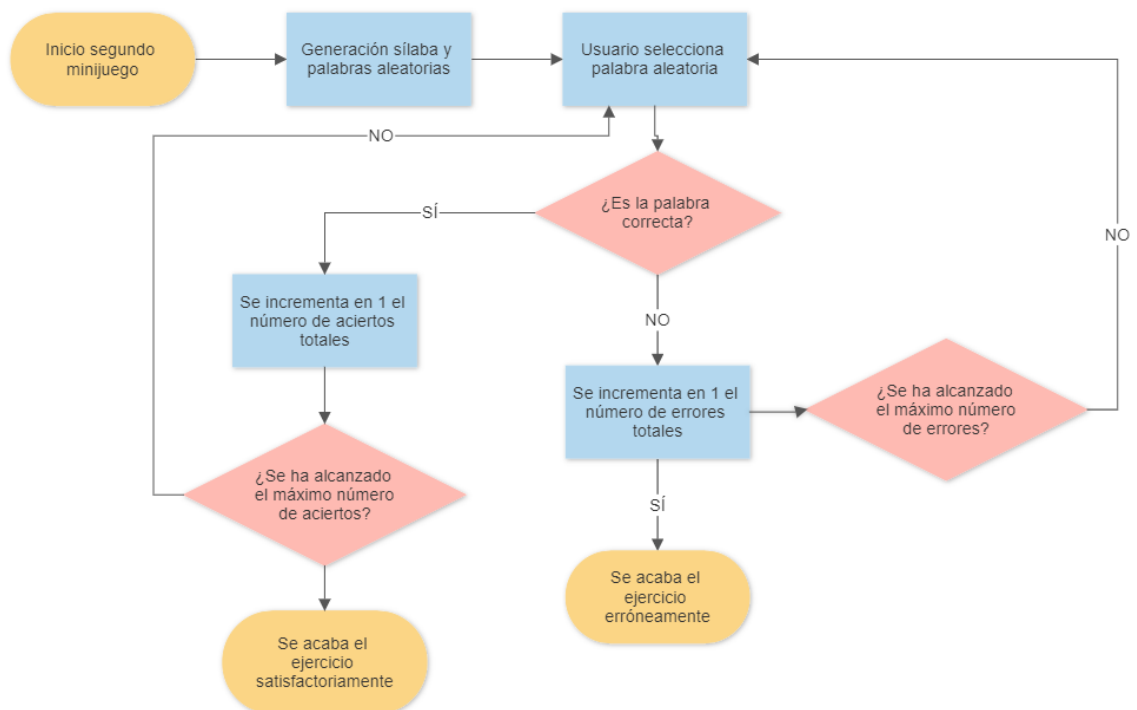 Inicio segundo
minijuego
Generación sílaba y
palabras aleatorias
Usuario selecciona
palabra aleatoria
NO
¿Es la palabra
correcta?
SÍ
NO
Se incrementa en 1 el
número de aciertos
totales
NO
Se incrementa en 1 el
número de errores
totales
¿Se ha alcanzado
el máximo número
de errores?
¿Se ha alcanzado
el máximo número
de aciertos?
SÍ
Se acaba el
ejercicio
erróneamente
Se acaba el
ejercicio
satisfactoriamente